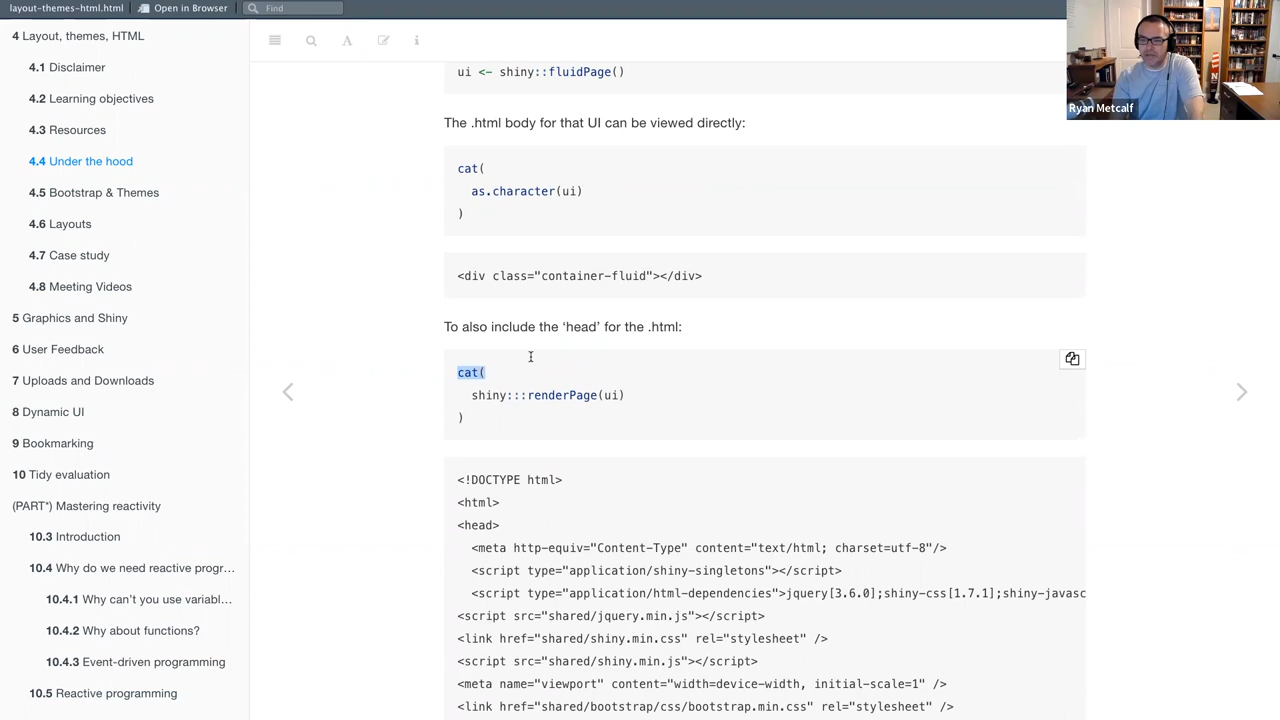 layout-themes-html.html
Open in Browser
Find
4 Layout, themes, HTML
4.1 Disclaimer
4.2 Learning objectives
4.3 Resources
4.4 Under the hood
4.5 Bootstrap & Themes
4.6 Layouts
4.7 Case study
4.8 Meeting Videos
5 Graphics and Shiny
6 User Feedback
7 Uploads and Downloads
8 Dynamic UI
9 Bookmarking
10 Tidy evaluation
(PART*) Mastering reactivity
10.3 Introduction
10.4 Why do we need reactive progr...
10.4.1 Why can't you use variabl...
10.4.2 Why about functions?
10.4.3 Event-driven programming
10.5 Reactive programming
ui <- shiny::fluidPage()
The .html body for that UI can be viewed directly:
cat(
  as.character(ui)
)
<div class="container-fluid"></div>
To also include the ‘head’ for the .html:
cat(
  shiny:::renderPage(ui)
)
<!DOCTYPE html>
<html>
<head>
  <meta http-equiv="Content-Type" content="text/html; charset=utf-8"/>
  <script type="application/shiny-singletons"></script>
  <script type="application/html-dependencies">jquery[3.6.0];shiny-css[1.7.1];shiny-javasc
<script src="shared/jquery.min.js"></script>
<link href="shared/shiny.min.css" rel="stylesheet" />
<script src="shared/shiny.min.js"></script>
<meta name="viewport" content="width=device-width, initial-scale=1" />
<link href="shared/bootstrap/css/bootstrap.min.css" rel="stylesheet" />
Ryan Metcalf